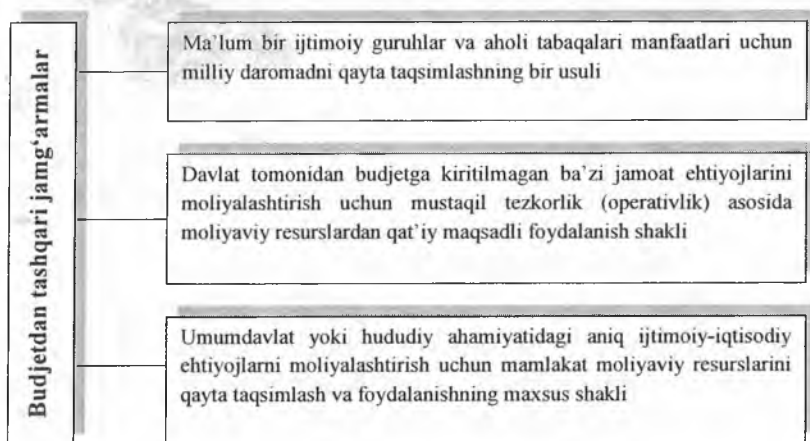 Budjetdan tashqari jamg‘armalar
Ma’lum bir ijtimoiy guruhlar va aholi tabaqalari manfaatlari uchun
milliy daromadni qayta taqsimlashning bir usuli
Davlat tomonidan budjetga kiritilmagan ba’zi jamoat ehtiyojlarini
moliyalashtirish uchun mustaqil tezkorlik (operativlik) asosida
moliyaviy resurslardan qat’iy maqsadli foydalanish shakli
Umumdavlat yoki hududiy ahamiyatidagi aniq ijtimoiy-iqtisodiy
ehtiyojlarni moliyalashtirish uchun mamlakat moliyaviy resurslarini
qayta taqsimlash va foydalanishning maxsus shakli